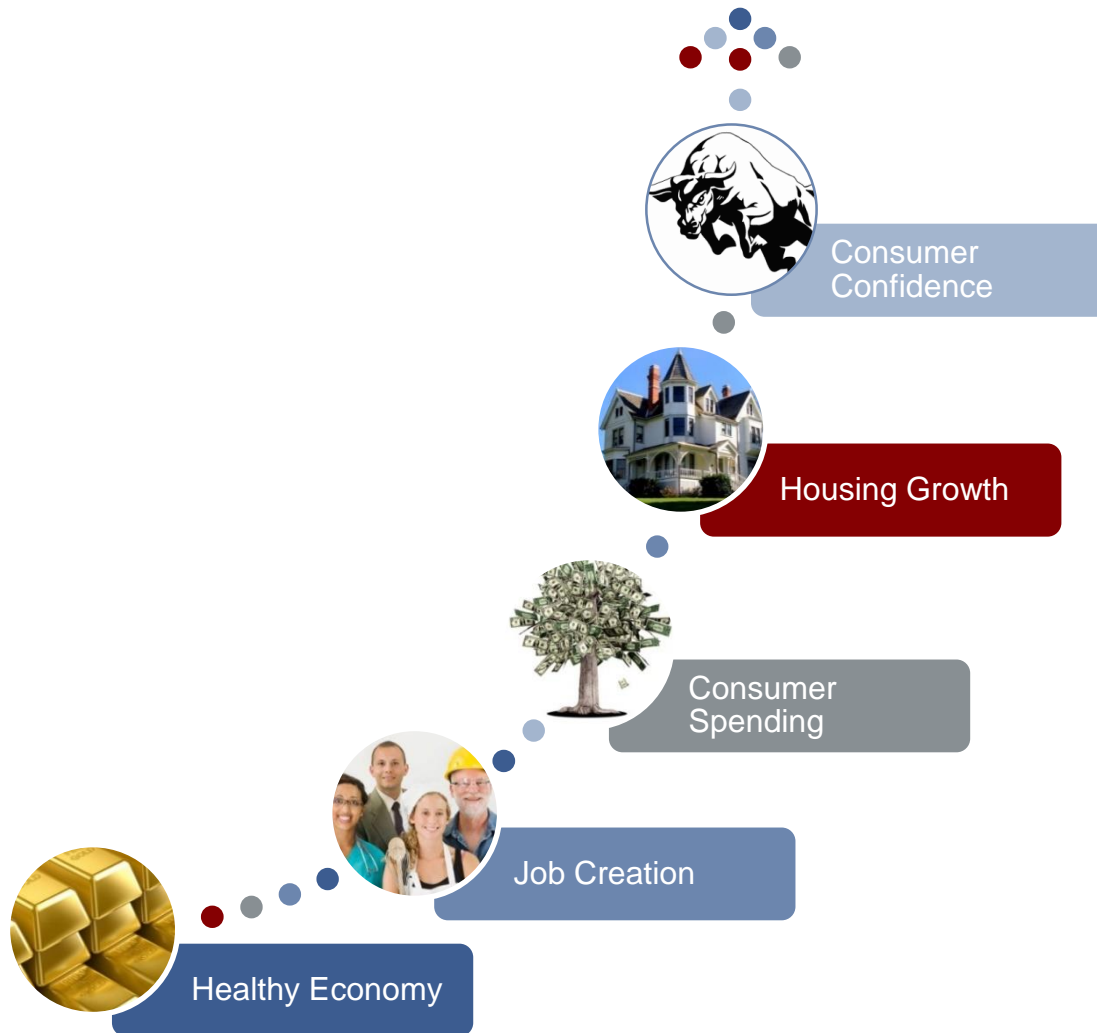 Consumer
Confidence
Housing Growth
Consumer
Spending
Job Creation
Healthy Economy